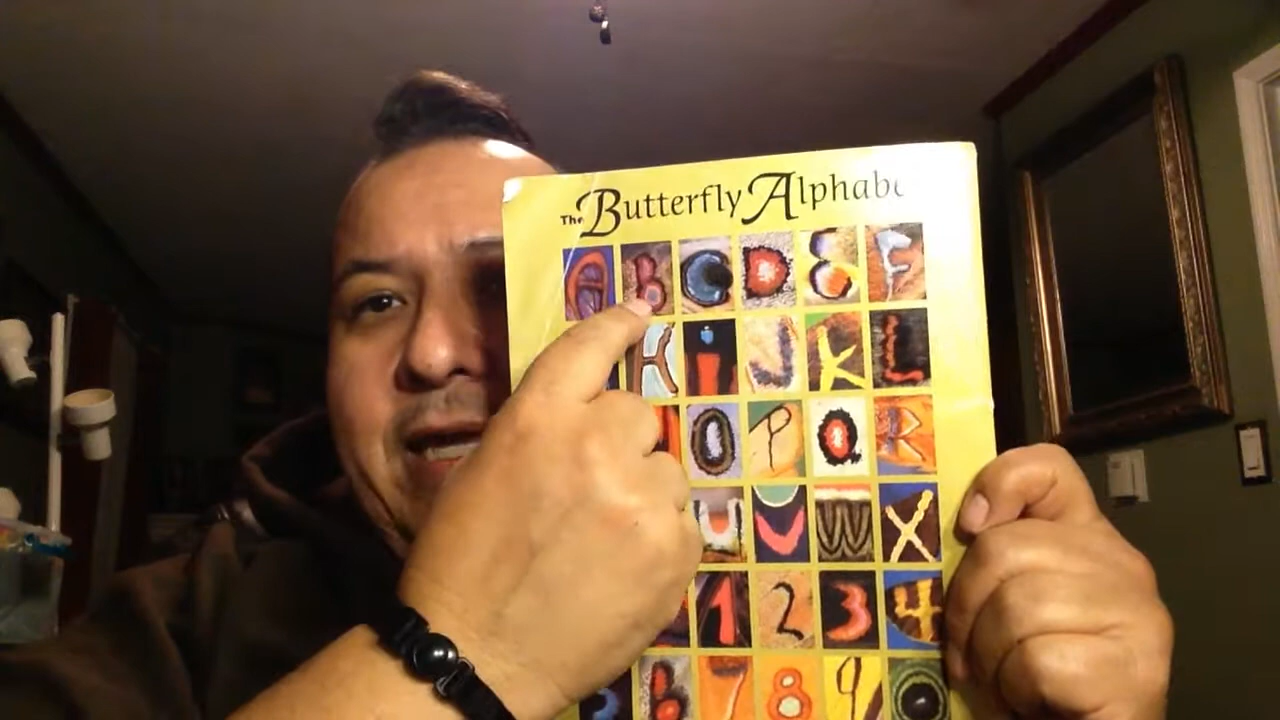 The Butterfly Alphabe
A B C D E F
H I J K L
O P Q R
U V W X
1 2 3 4
6 7 8 9